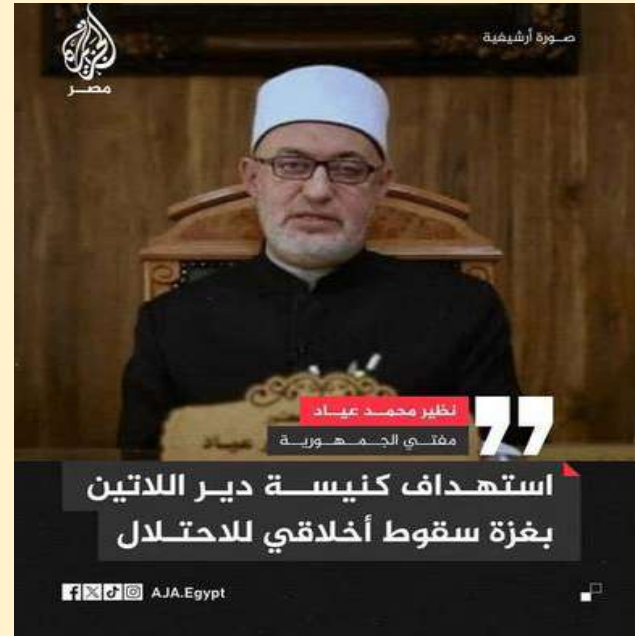 صورة أرشيفية
الجزيرة
مصر
نظير محمد عياد
مفتي الجمهورية
استهداف كنيسة دير اللاتين
بغزة سقوط أخلاقي للاحتلال
AJA.Egypt